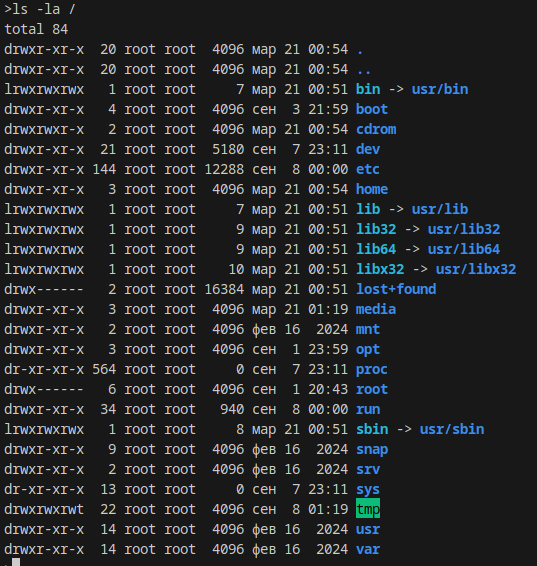 >ls -la /
total 84
drwxr-xr-x  20 root root  4096 мар 21 00:54 .
drwxr-xr-x  20 root root  4096 мар 21 00:54 ..
lrwxrwxrwx   1 root root     7 мар 21 00:51 bin -> usr/bin
drwxr-xr-x   4 root root  4096 сен  3 21:59 boot
drwxrwxr-x   2 root root  4096 мар 21 00:54 cdrom
drwxr-xr-x  21 root root  5180 сен  7 23:11 dev
drwxr-xr-x 144 root root 12288 сен  8 00:00 etc
drwxr-xr-x   3 root root  4096 мар 21 00:54 home
lrwxrwxrwx   1 root root     7 мар 21 00:51 lib -> usr/lib
lrwxrwxrwx   1 root root     9 мар 21 00:51 lib32 -> usr/lib32
lrwxrwxrwx   1 root root     9 мар 21 00:51 lib64 -> usr/lib64
lrwxrwxrwx   1 root root    10 мар 21 00:51 libx32 -> usr/libx32
drwx------   2 root root 16384 мар 21 00:51 lost+found
drwxr-xr-x   3 root root  4096 мар 21 01:19 media
drwxr-xr-x   2 root root  4096 фев 16  2024 mnt
drwxr-xr-x   3 root root  4096 сен  1 23:59 opt
dr-xr-xr-x 564 root root     0 сен  7 23:11 proc
drwx------   6 root root  4096 сен  1 20:43 root
drwxr-xr-x  34 root root   940 сен  8 00:00 run
lrwxrwxrwx   1 root root     8 мар 21 00:51 sbin -> usr/sbin
drwxr-xr-x   9 root root  4096 фев 16  2024 snap
drwxr-xr-x   2 root root  4096 фев 16  2024 srv
dr-xr-xr-x  13 root root     0 сен  7 23:11 sys
drwxrwxrwt  22 root root  4096 сен  8 01:19 tmp
drwxr-xr-x  14 root root  4096 фев 16  2024 usr
drwxr-xr-x  14 root root  4096 фев 16  2024 var